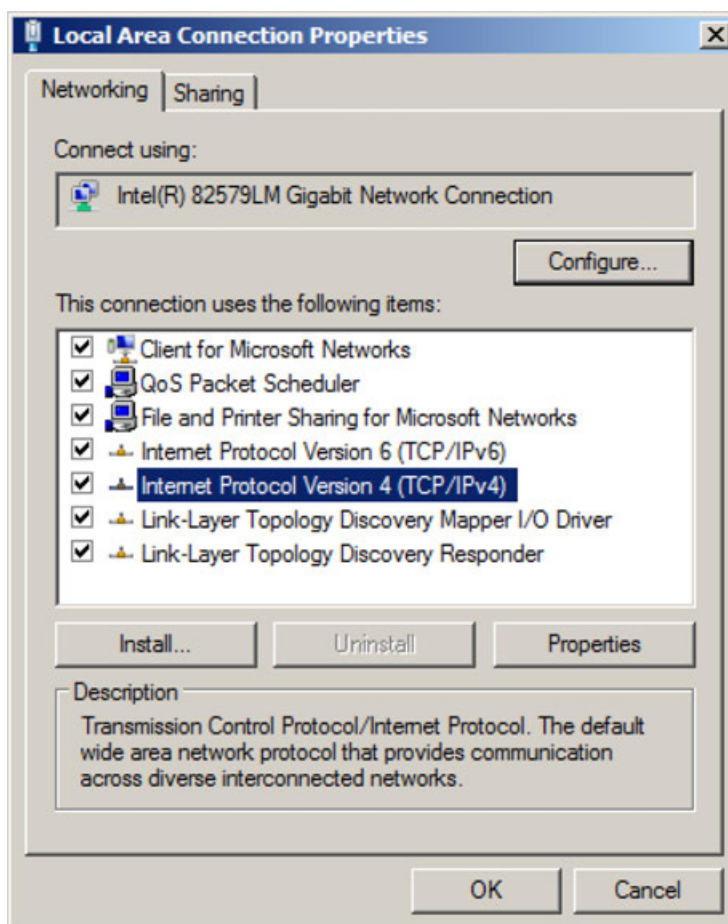 Local Area Connection Properties
Networking
Sharing
Connect using:
Intel(R) 82579LM Gigabit Network Connection
Configure...
This connection uses the following items:
Client for Microsoft Networks
QoS Packet Scheduler
File and Printer Sharing for Microsoft Networks
Internet Protocol Version 6 (TCP/IPv6)
Internet Protocol Version 4 (TCP/IPv4)
Link-Layer Topology Discovery Mapper I/O Driver
Link-Layer Topology Discovery Responder
Install...
Uninstall
Properties
Description
Transmission Control Protocol/Internet Protocol. The default
wide area network protocol that provides communication
across diverse interconnected networks.
OK
Cancel